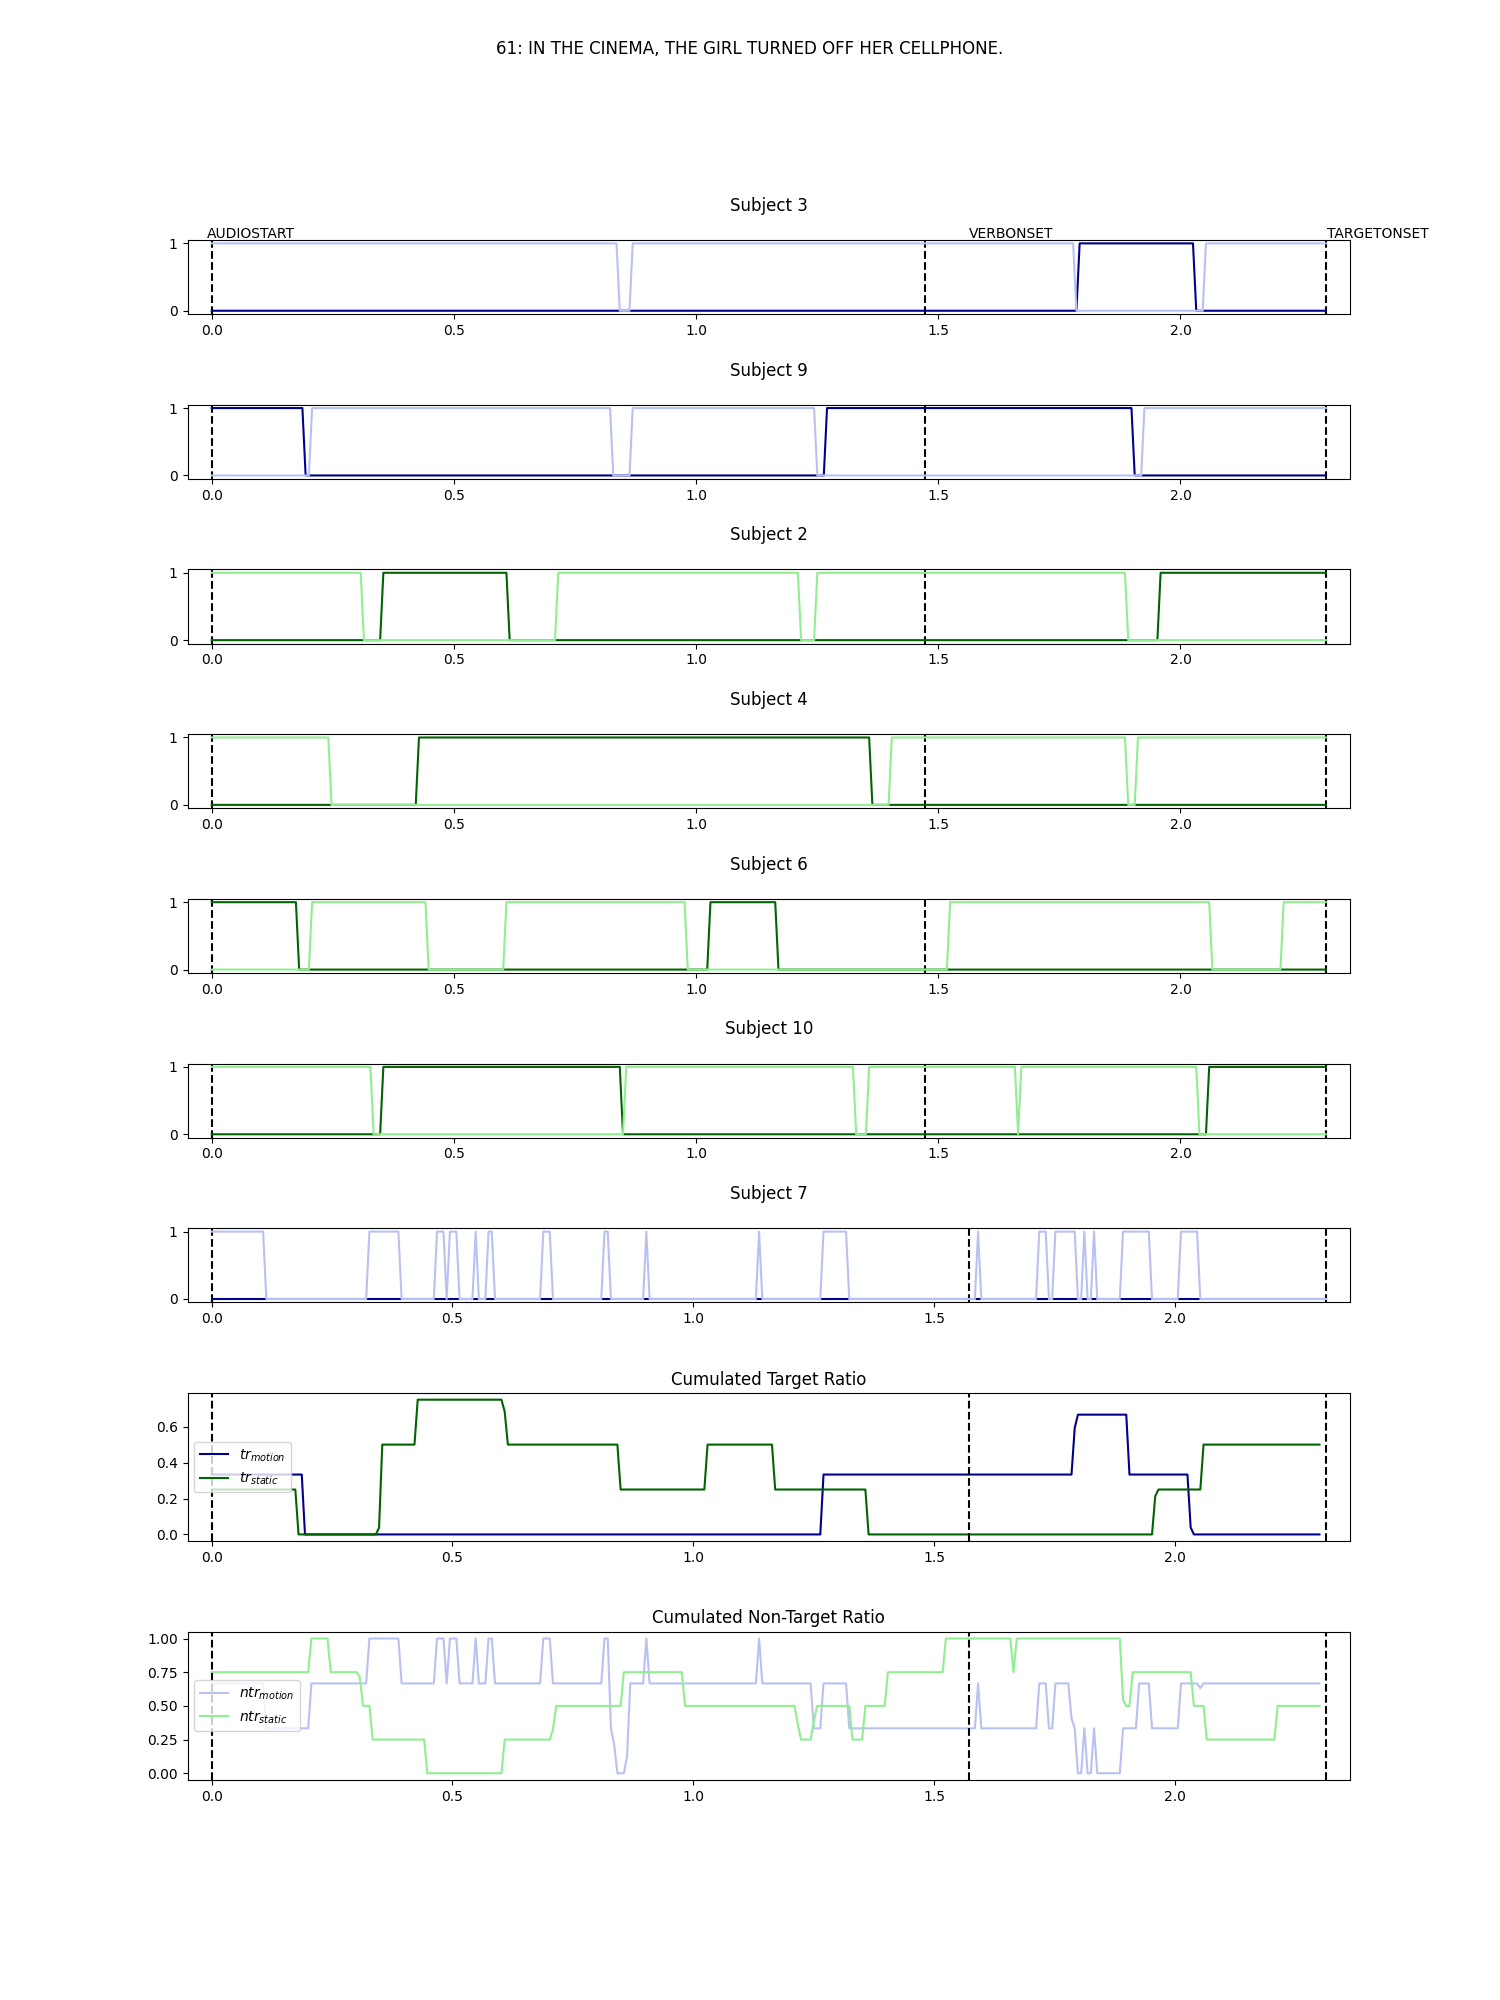 61: IN THE CINEMA, THE GIRL TURNED OFF HER CELLPHONE.
Subject 3
AUDIOSTART VERBONSET TARGETONSET
1
0
0.0 0.5 1.0 1.5 2.0
Subject 9
1
0
0.0 0.5 1.0 1.5 2.0
Subject 2
1
0
0.0 0.5 1.0 1.5 2.0
Subject 4
1
0
0.0 0.5 1.0 1.5 2.0
Subject 6
1
0
0.0 0.5 1.0 1.5 2.0
Subject 10
1
0
0.0 0.5 1.0 1.5 2.0
Subject 7
1
0
0.0 0.5 1.0 1.5 2.0
Cumulated Target Ratio
0.6
0.4
0.2
0.0
tr_motion
tr_static
0.0 0.5 1.0 1.5 2.0
Cumulated Non-Target Ratio
1.00
0.75
0.50
0.25
0.00
ntr_motion
ntr_static
0.0 0.5 1.0 1.5 2.0